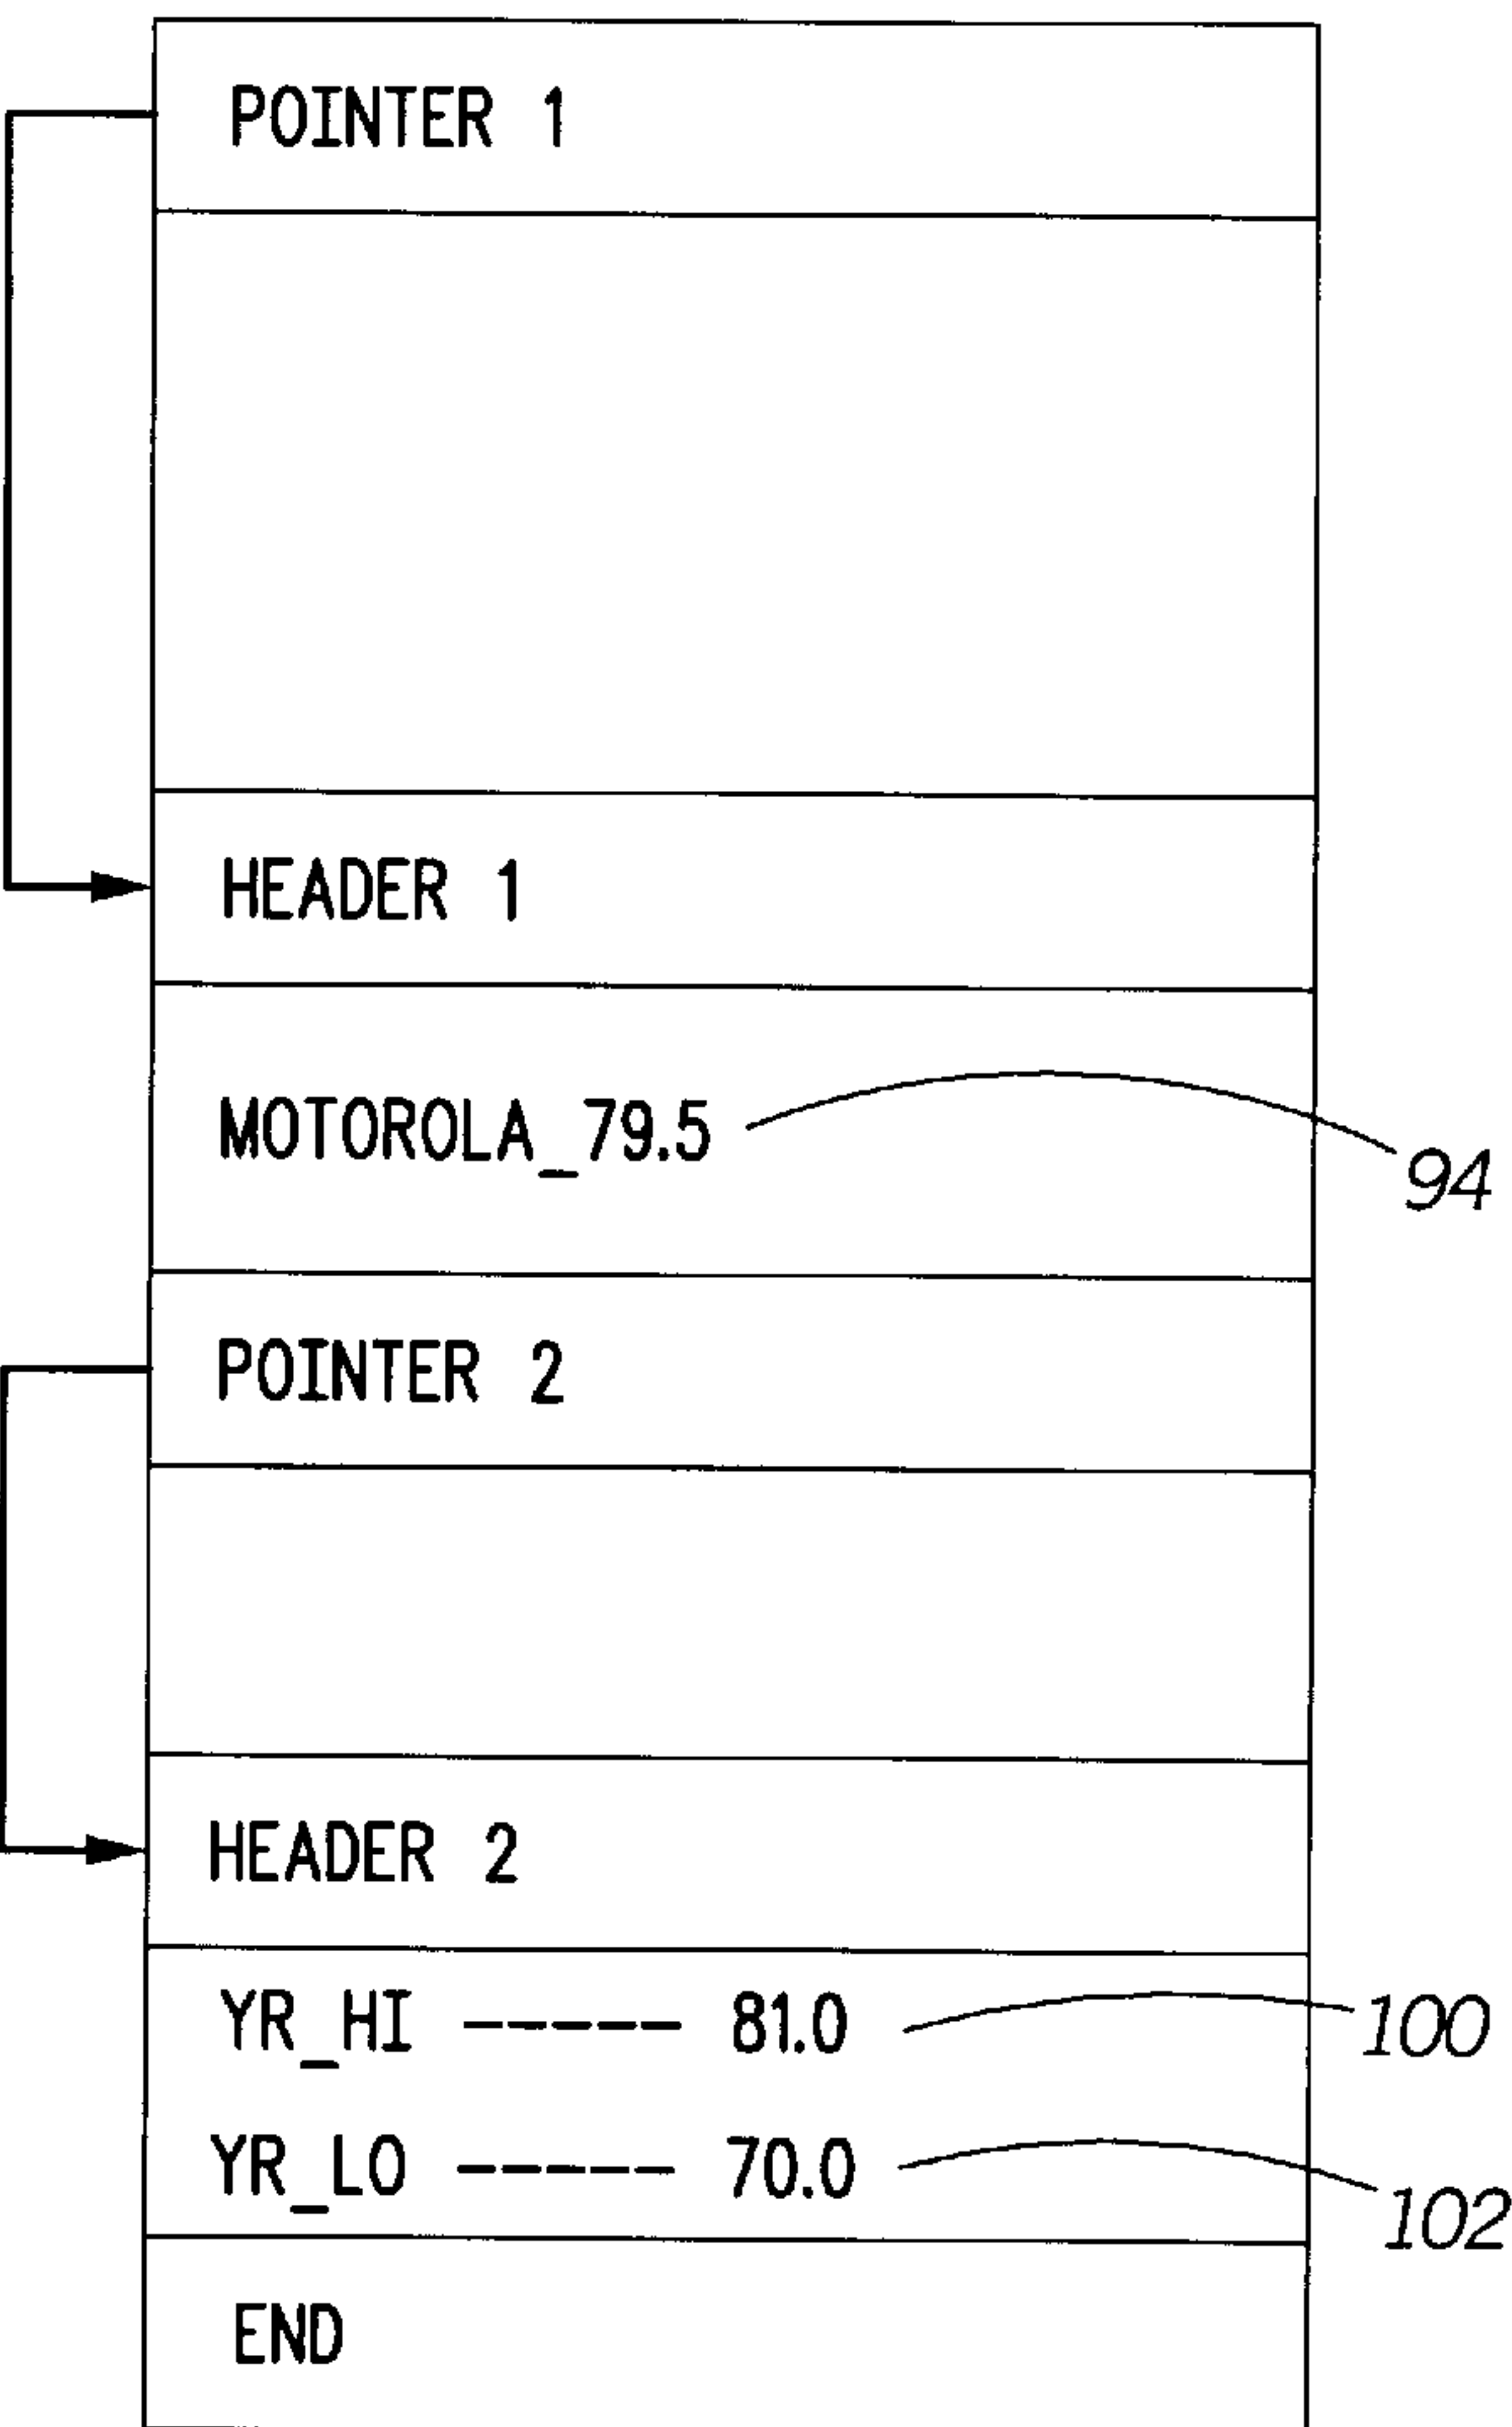 POINTER 1
HEADER 1
MOTOROLA_79.5
94
POINTER 2
HEADER 2
YR_HI ----- 81.0
100
YR_LO ----- 70.0
102
END